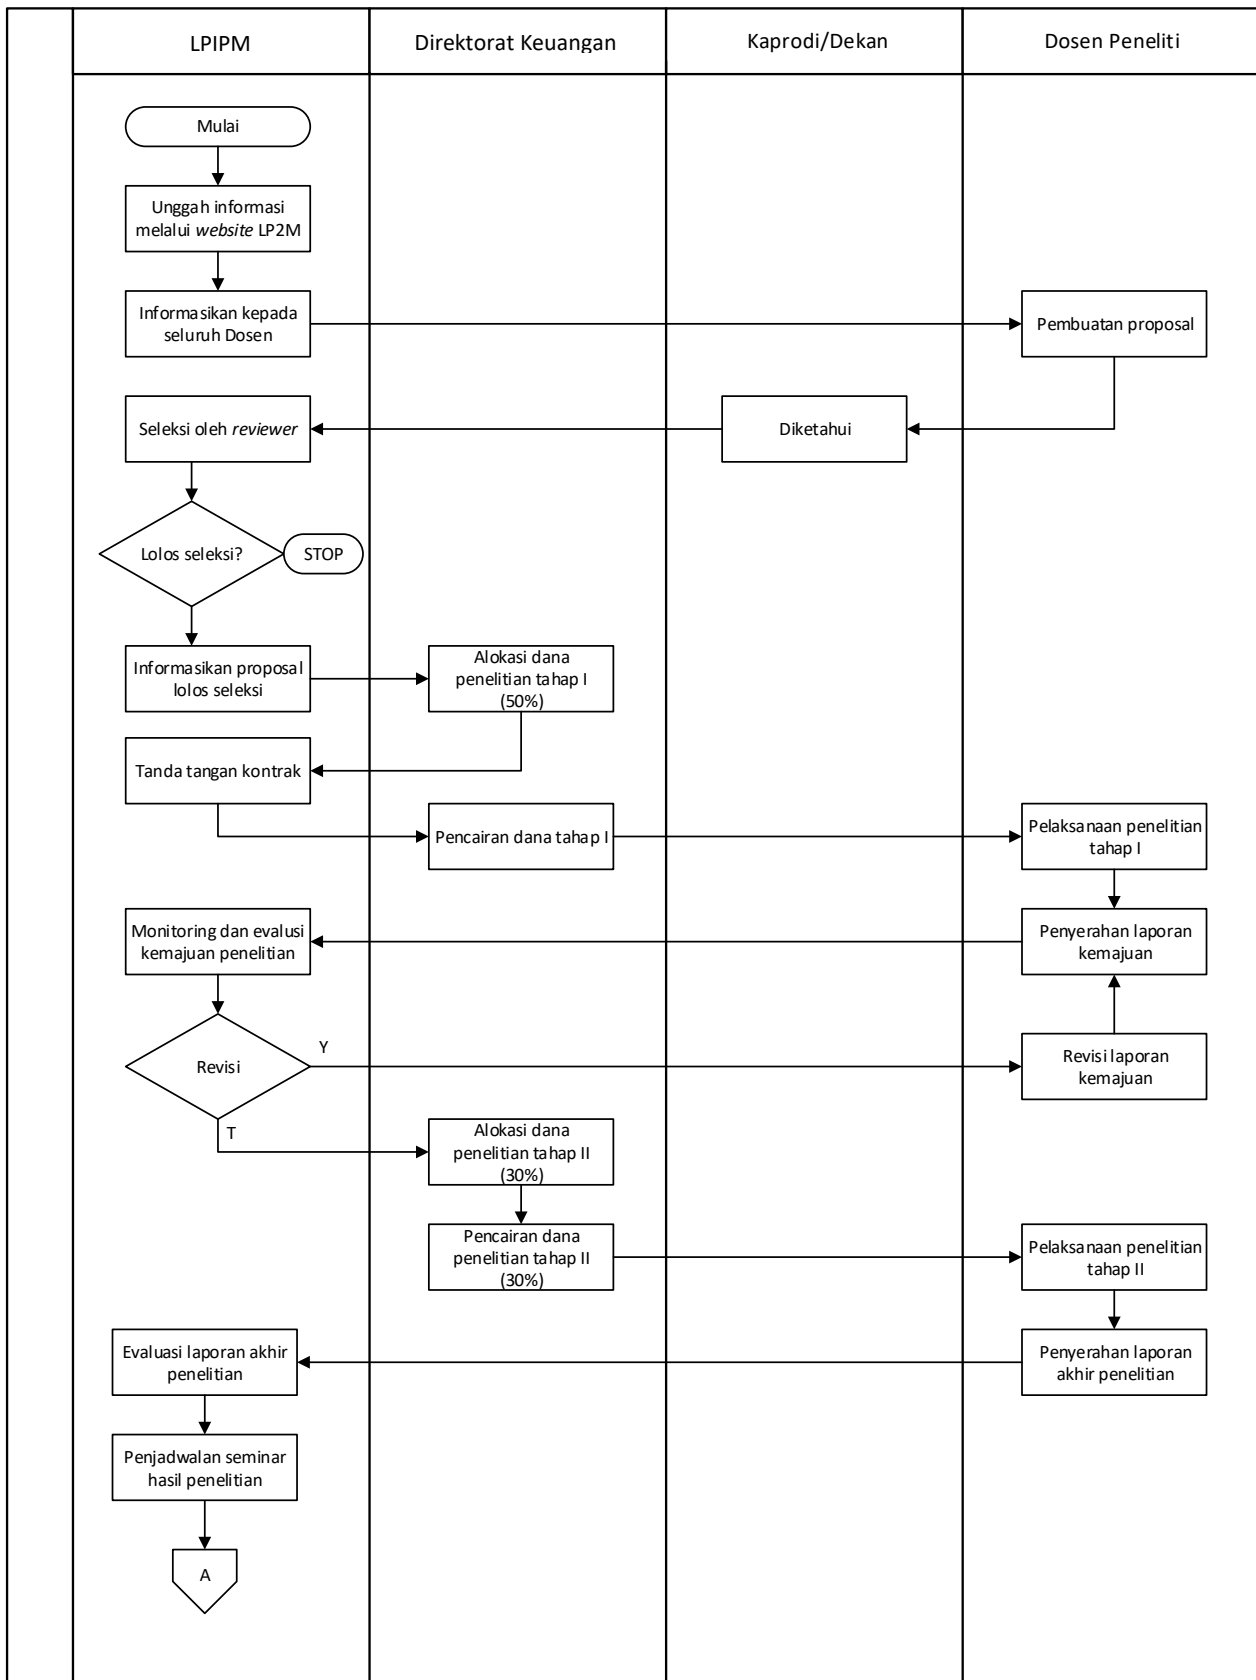 LPIPM
Direktorat Keuangan
Kaprodi/Dekan
Dosen Peneliti
Mulai
Unggah informasi
melalui website LP2M
Informasikan kepada
seluruh Dosen
Pembuatan proposal
Seleksi oleh reviewer
Diketahui
Lolos seleksi?
STOP
Informasikan proposal
lolos seleksi
Alokasi dana
penelitian tahap I
(50%)
Tanda tangan kontrak
Pencairan dana tahap I
Pelaksanaan penelitian
tahap I
Monitoring dan evalusi
kemajuan penelitian
Penyerahan laporan
kemajuan
Revisi
Y
Revisi laporan
kemajuan
T
Alokasi dana
penelitian tahap II
(30%)
Pencairan dana
penelitian tahap II
(30%)
Pelaksanaan penelitian
tahap II
Evaluasi laporan akhir
penelitian
Penyerahan laporan
akhir penelitian
Penjadwalan seminar
hasil penelitian
A